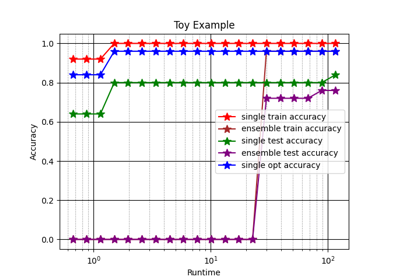 Toy Example
1.0
0.8
0.6
0.4
0.2
0.0
Accuracy
single train accuracy
ensemble train accuracy
single test accuracy
ensemble test accuracy
single opt accuracy
10⁰
10¹
10²
Runtime